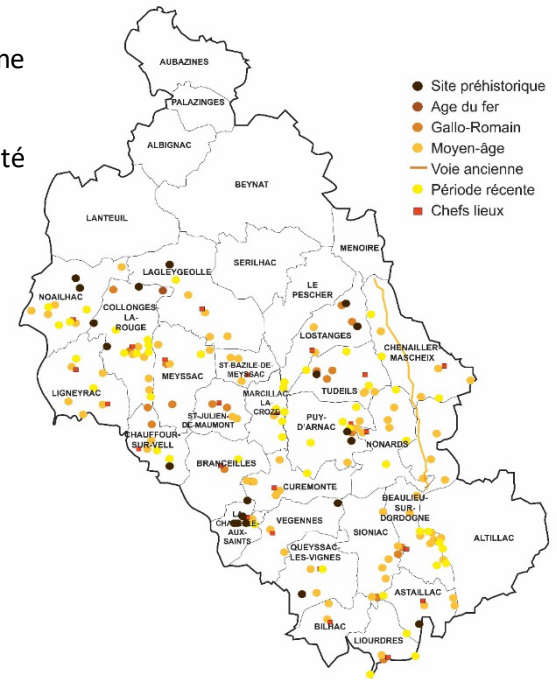 ne
té
AUBAZINES
PALAZINGES
ALBIGNAC
BEYNAT
LANTEUIL
MENOIRE
SERILHAC
LAGLEYGEOLLE
NOAILHAC
COLLONGES
LA-
ROUGE
LE
PESCHER
LOSTANGES
CHENAILLER-
MASCHEIX
ST-BAZILE-DE-
MEYSSAC
MEYSSAC
LIGNEYRAC
MARCILLAC
LA
CROZE
TUDEILS
ST-JULIEN-
DE-MAUMONT
PUY-
D'ARNAC
CHAUFFOUR-
SUR-VELL
NONARDS
BRANCEILLES
CUREMONTE
BEAULIEU-
SUR-
DORDOGNE
LA
AUX-
SAINTS
VEGENNES
SIONIAC
ALTILLAC
QUEYSSAC-
LES-VIGNES
ASTAILLAC
BILHAC
LIOURDRES
Site préhistorique
Age du fer
Gallo-Romain
Moyen-âge
Voie ancienne
Période récente
Chefs lieux